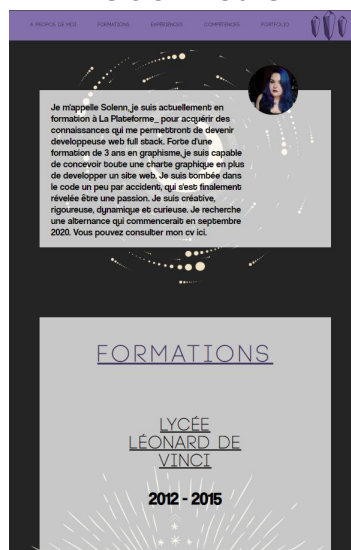 A PROPOS DE MOI
FORMATIONS
EXPERIENCES
COMPETENCES
PORTFOLIO
Je m'appelle Solenn, je suis actuellement en
formation à La Plateforme_ pour acquérir des
connaissances qui me permettront de devenir
developpeuse web full stack. Forte d'une
formation de 3 ans en graphisme, je suis capable
de concevoir toute une charte graphique en plus
de developper un site web. Je suis tombée dans
le code un peu par accident, qui s'est finalement
révelée être une passion. Je suis créative,
rigoureuse, dynamique et curieuse. Je recherche
une alternance qui commencerait en septembre
2020. Vous pouvez consulter mon cv ici.
FORMATIONS
LYCÉE
LÉONARD DE
VINCI
2012 - 2015